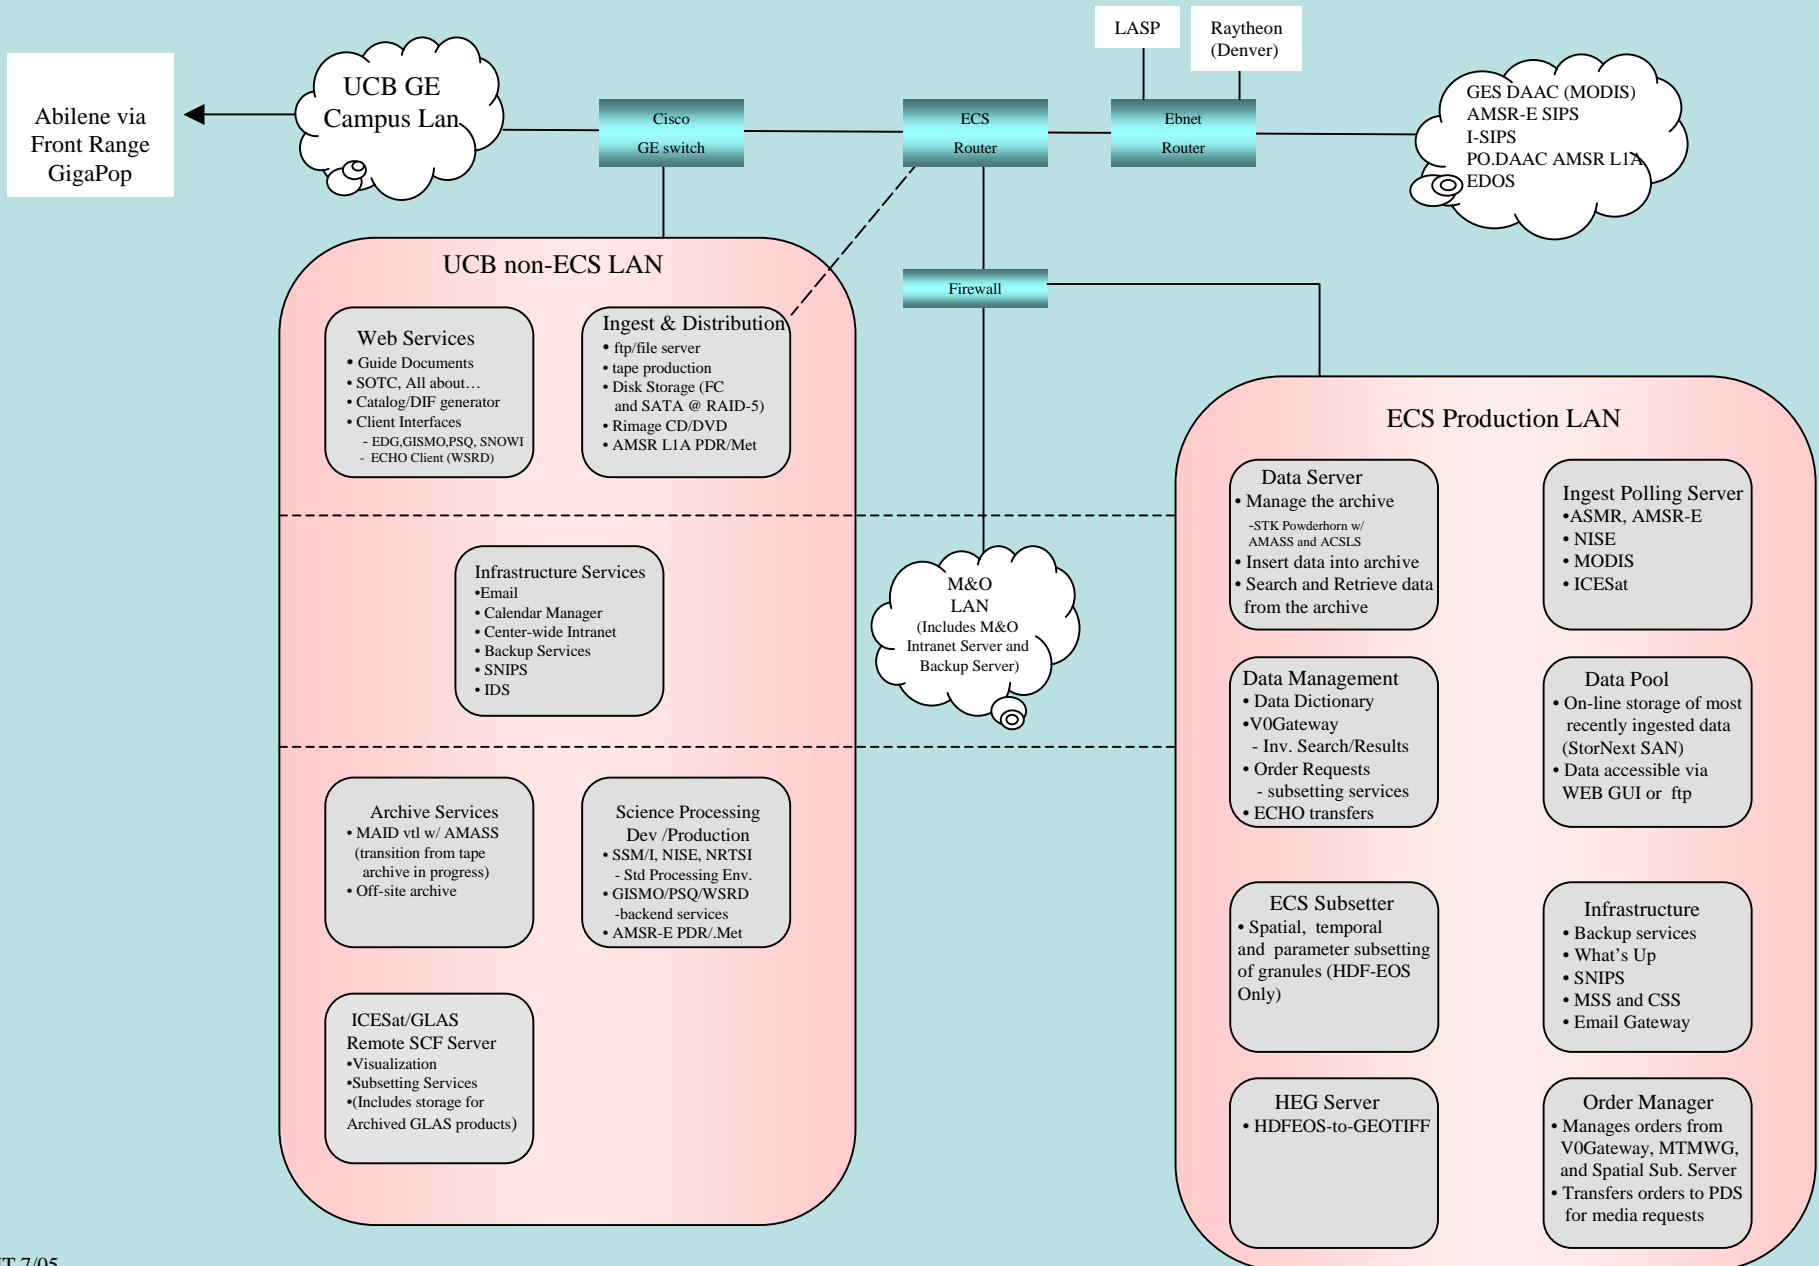 LASP
Raytheon
(Denver)
Abilene via
Front Range
GigaPop
UCB GE
Campus Lan
Cisco
GE switch
ECS
Router
Ebnet
Router
GES DAAC (MODIS)
AMSR-E SIPS
I-SIPS
PO.DAAC AMSR L1A
EDOS
Firewall
UCB non-ECS LAN
Web Services
• Guide Documents
• SOTC, All about…
• Catalog/DIF generator
• Client Interfaces
- EDG,GISMO,PSQ, SNOWI
- ECHO Client (WSRD)
Ingest & Distribution
• ftp/file server
• tape production
• Disk Storage (FC
and SATA @ RAID-5)
• Rimage CD/DVD
• AMSR L1A PDR/Met
Infrastructure Services
•Email
• Calendar Manager
• Center-wide Intranet
• Backup Services
• SNIPS
• IDS
Archive Services
• MAID vtl w/ AMASS
(transition from tape
archive in progress)
• Off-site archive
Science Processing
Dev /Production
• SSM/I, NISE, NRTSI
- Std Processing Env.
• GISMO/PSQ/WSRD
-backend services
• AMSR-E PDR/.Met
ICESat/GLAS
Remote SCF Server
•Visualization
•Subsetting Services
•(Includes storage for
Archived GLAS products)
M&O
LAN
(Includes M&O
Intranet Server and
Backup Server)
ECS Production LAN
Data Server
• Manage the archive
-STK Powderhorn w/
AMASS and ACSLS
• Insert data into archive
• Search and Retrieve data
from the archive
Ingest Polling Server
•ASMR, AMSR-E
• NISE
• MODIS
• ICESat
Data Management
• Data Dictionary
•V0Gateway
- Inv. Search/Results
• Order Requests
- subsetting services
• ECHO transfers
Data Pool
• On-line storage of most
recently ingested data
(StorNext SAN)
• Data accessible via
WEB GUI or ftp
ECS Subsetter
• Spatial, temporal
and parameter subsetting
of granules (HDF-EOS
Only)
Infrastructure
• Backup services
• What's Up
• SNIPS
• MSS and CSS
• Email Gateway
HEG Server
• HDFEOS-to-GEOTIFF
Order Manager
• Manages orders from
V0Gateway, MTMWG,
and Spatial Sub. Server
• Transfers orders to PDS
for media requests
7/05